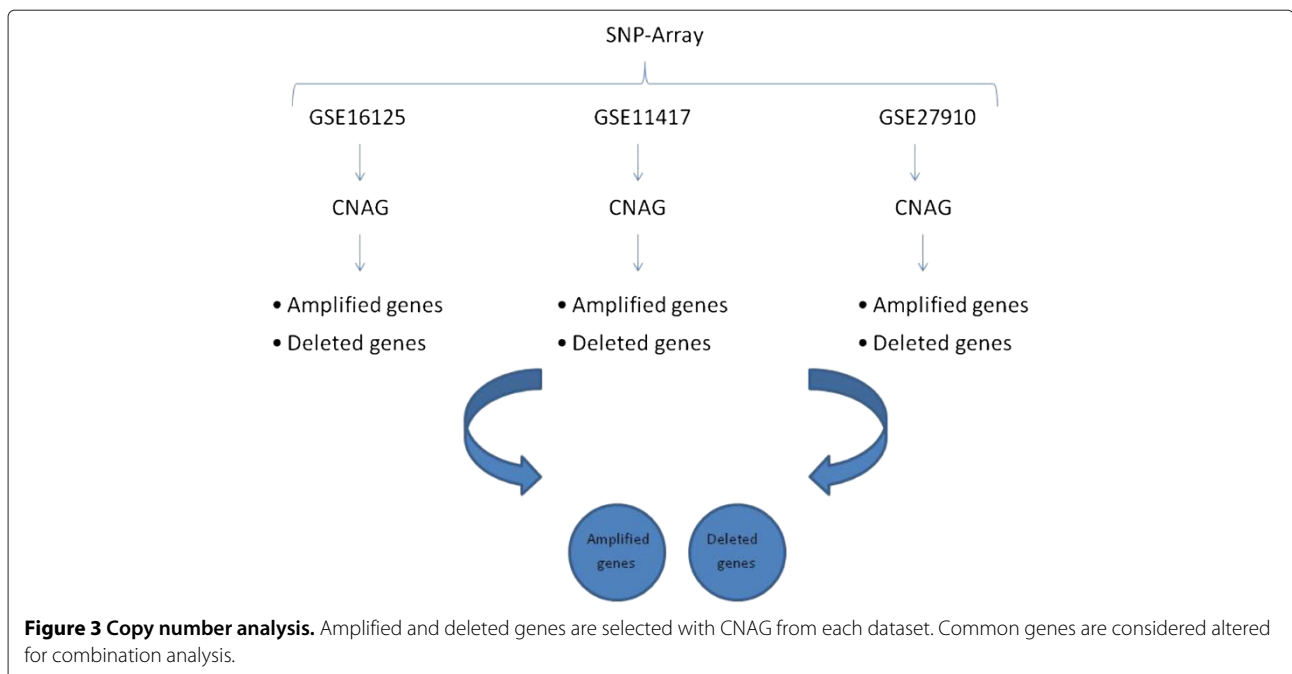 SNP-Array
GSE16125 GSE11417 GSE27910
CNAG CNAG CNAG
• Amplified genes • Amplified genes • Amplified genes
• Deleted genes • Deleted genes • Deleted genes
Amplified genes
Deleted genes
Figure 3 Copy number analysis. Amplified and deleted genes are selected with CNAG from each dataset. Common genes are considered altered
for combination analysis.